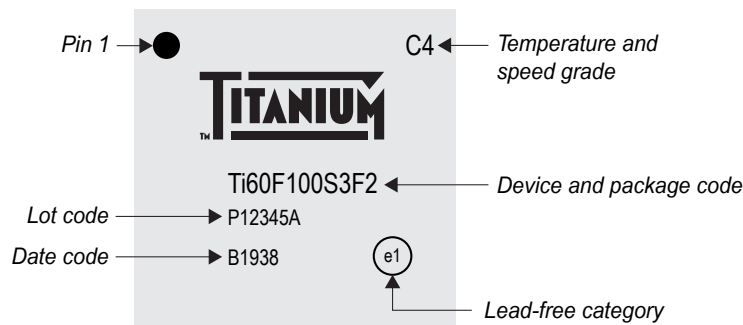 Pin 1
C4
Temperature and
speed grade
TITANIUM
TM
Ti60F100S3F2
Device and package code
Lot code
P12345A
Date code
B1938
e1
Lead-free category